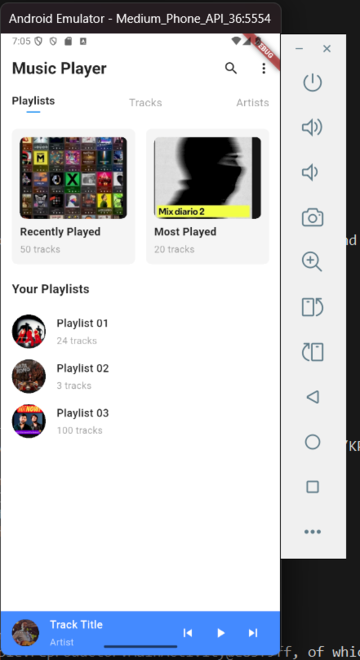 Android Emulator - Medium_Phone_API_36:5554
7:05
DEBUG
Music Player
Playlists
Tracks
Artists
Mix diario 2
Recently Played
Most Played
50 tracks
20 tracks
Your Playlists
Playlist 01
24 tracks
Playlist 02
3 tracks
Playlist 03
100 tracks
Track Title
Artist
ff, of whic